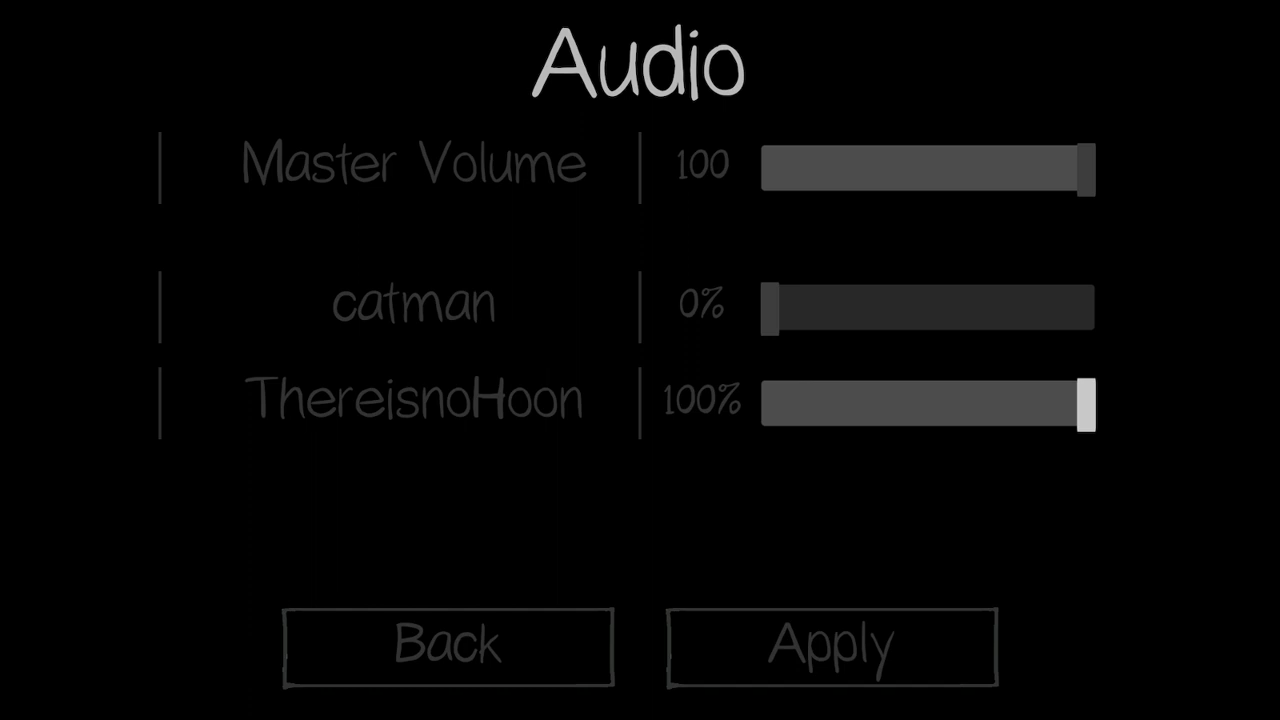 Audio
Master Volume 100
catman 0%
ThereisnoHoon 100%
Back Apply